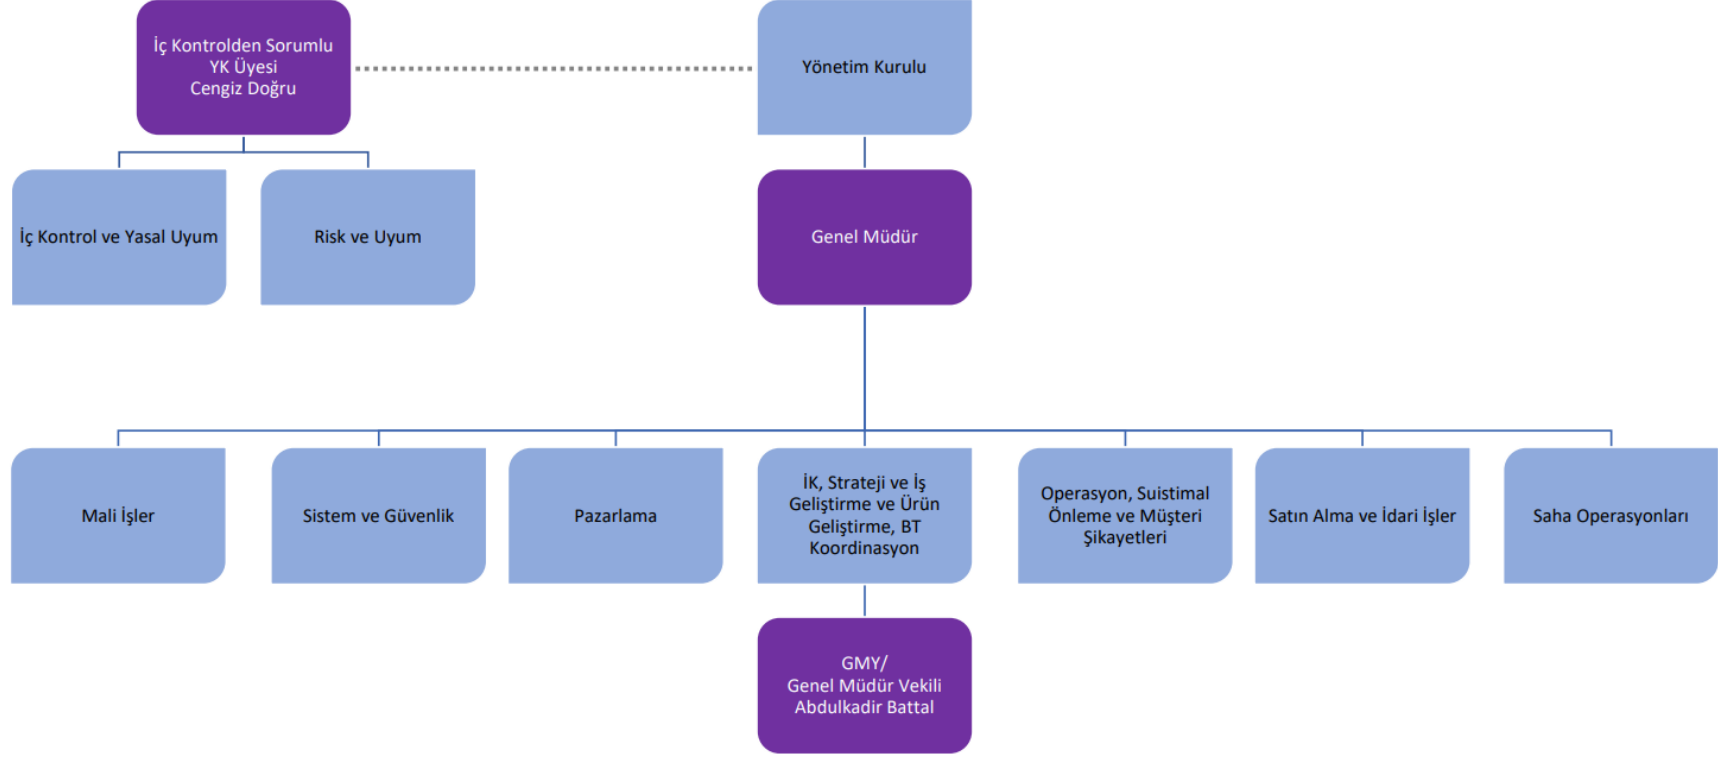 İç Kontrolden Sorumlu
YK Üyesi
Cengiz Doğru
Yönetim Kurulu
İç Kontrol ve Yasal Uyum
Risk ve Uyum
Genel Müdür
Mali İşler
Sistem ve Güvenlik
Pazarlama
İK, Strateji ve İş
Geliştirme ve Ürün
Geliştirme, BT
Koordinasyon
Operasyon, Suistimal
Önleme ve Müşteri
Şikayetleri
Satın Alma ve İdari İşler
Saha Operasyonları
GMY/
Genel Müdür Vekili
Abdulkadir Battal